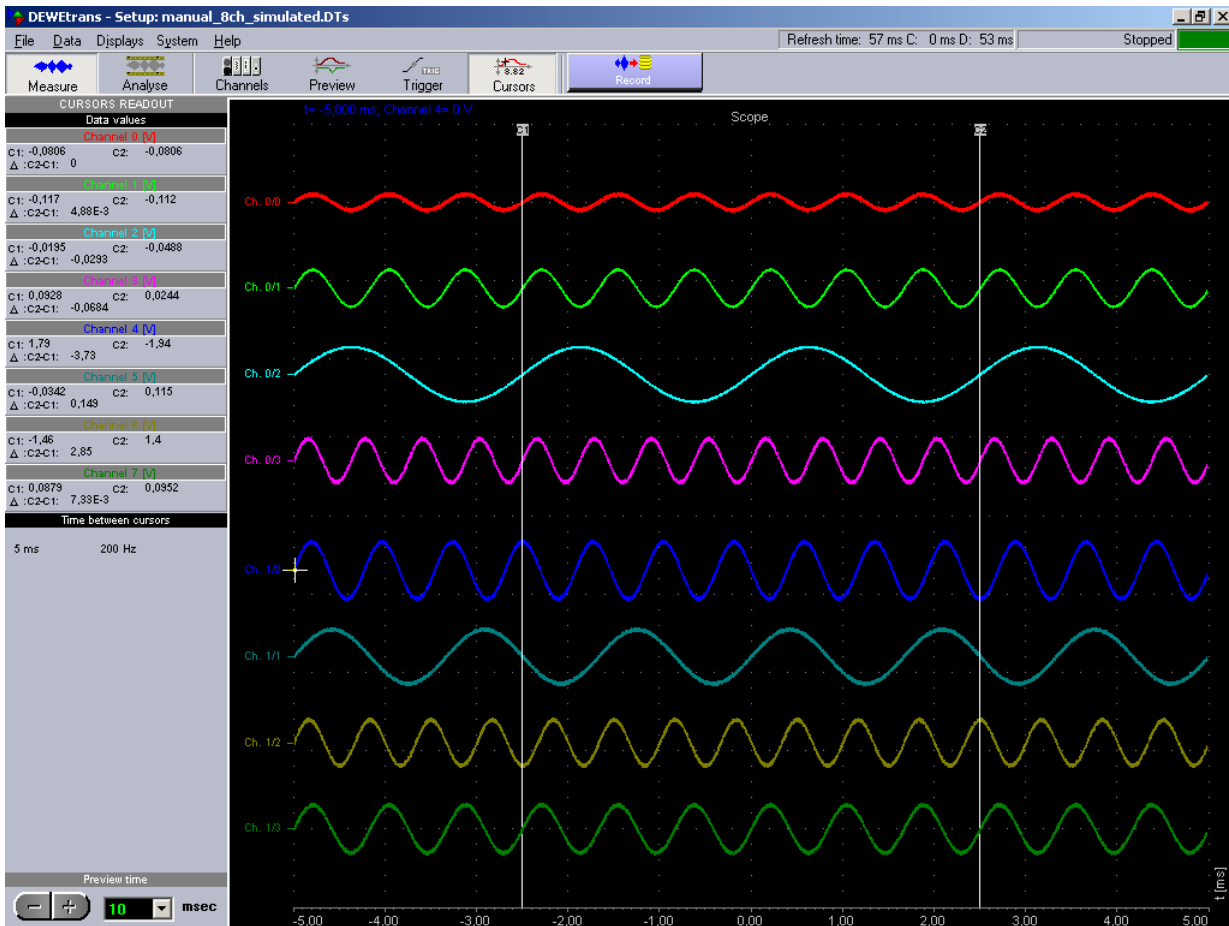 DEWEtrans - Setup: manual_8ch_simulated.DTs
File Data Displays System Help
Refresh time: 57 ms C: 0 ms D: 53 ms
Stopped
Measure
Analyse
Channels
Preview
TRIG
Trigger
8.82
Cursors
Record
CURSORS READOUT
Data values
Channel 0 [V]
C1: -0,0806 C2: -0,0806
Δ :C2-C1: 0
Channel 1 [V]
C1: -0,117 C2: -0,112
Δ :C2-C1: 4,88E-3
Channel 2 [V]
C1: -0,0195 C2: -0,0488
Δ :C2-C1: -0,0293
Channel 3 [V]
C1: 0,0928 C2: 0,0244
Δ :C2-C1: -0,0684
Channel 4 [V]
C1: 1,79 C2: -1,94
Δ :C2-C1: -3,73
Channel 5 [V]
C1: -0,0342 C2: 0,115
Δ :C2-C1: 0,149
Channel 6 [V]
C1: -1,46 C2: 1,4
Δ :C2-C1: 2,85
Channel 7 [V]
C1: 0,0879 C2: 0,0952
Δ :C2-C1: 7,33E-3
Time between cursors
5 ms 200 Hz
Preview time
10 msec
t= -5,000 ms, Channel 4= 0 V
Scope
C1 C2
Ch. 0/0
Ch. 0/1
Ch. 0/2
Ch. 0/3
Ch. 1/0
Ch. 1/1
Ch. 1/2
Ch. 1/3
t [ms]
-5,00 -4,00 -3,00 -2,00 -1,00 0,00 1,00 2,00 3,00 4,00 5,00